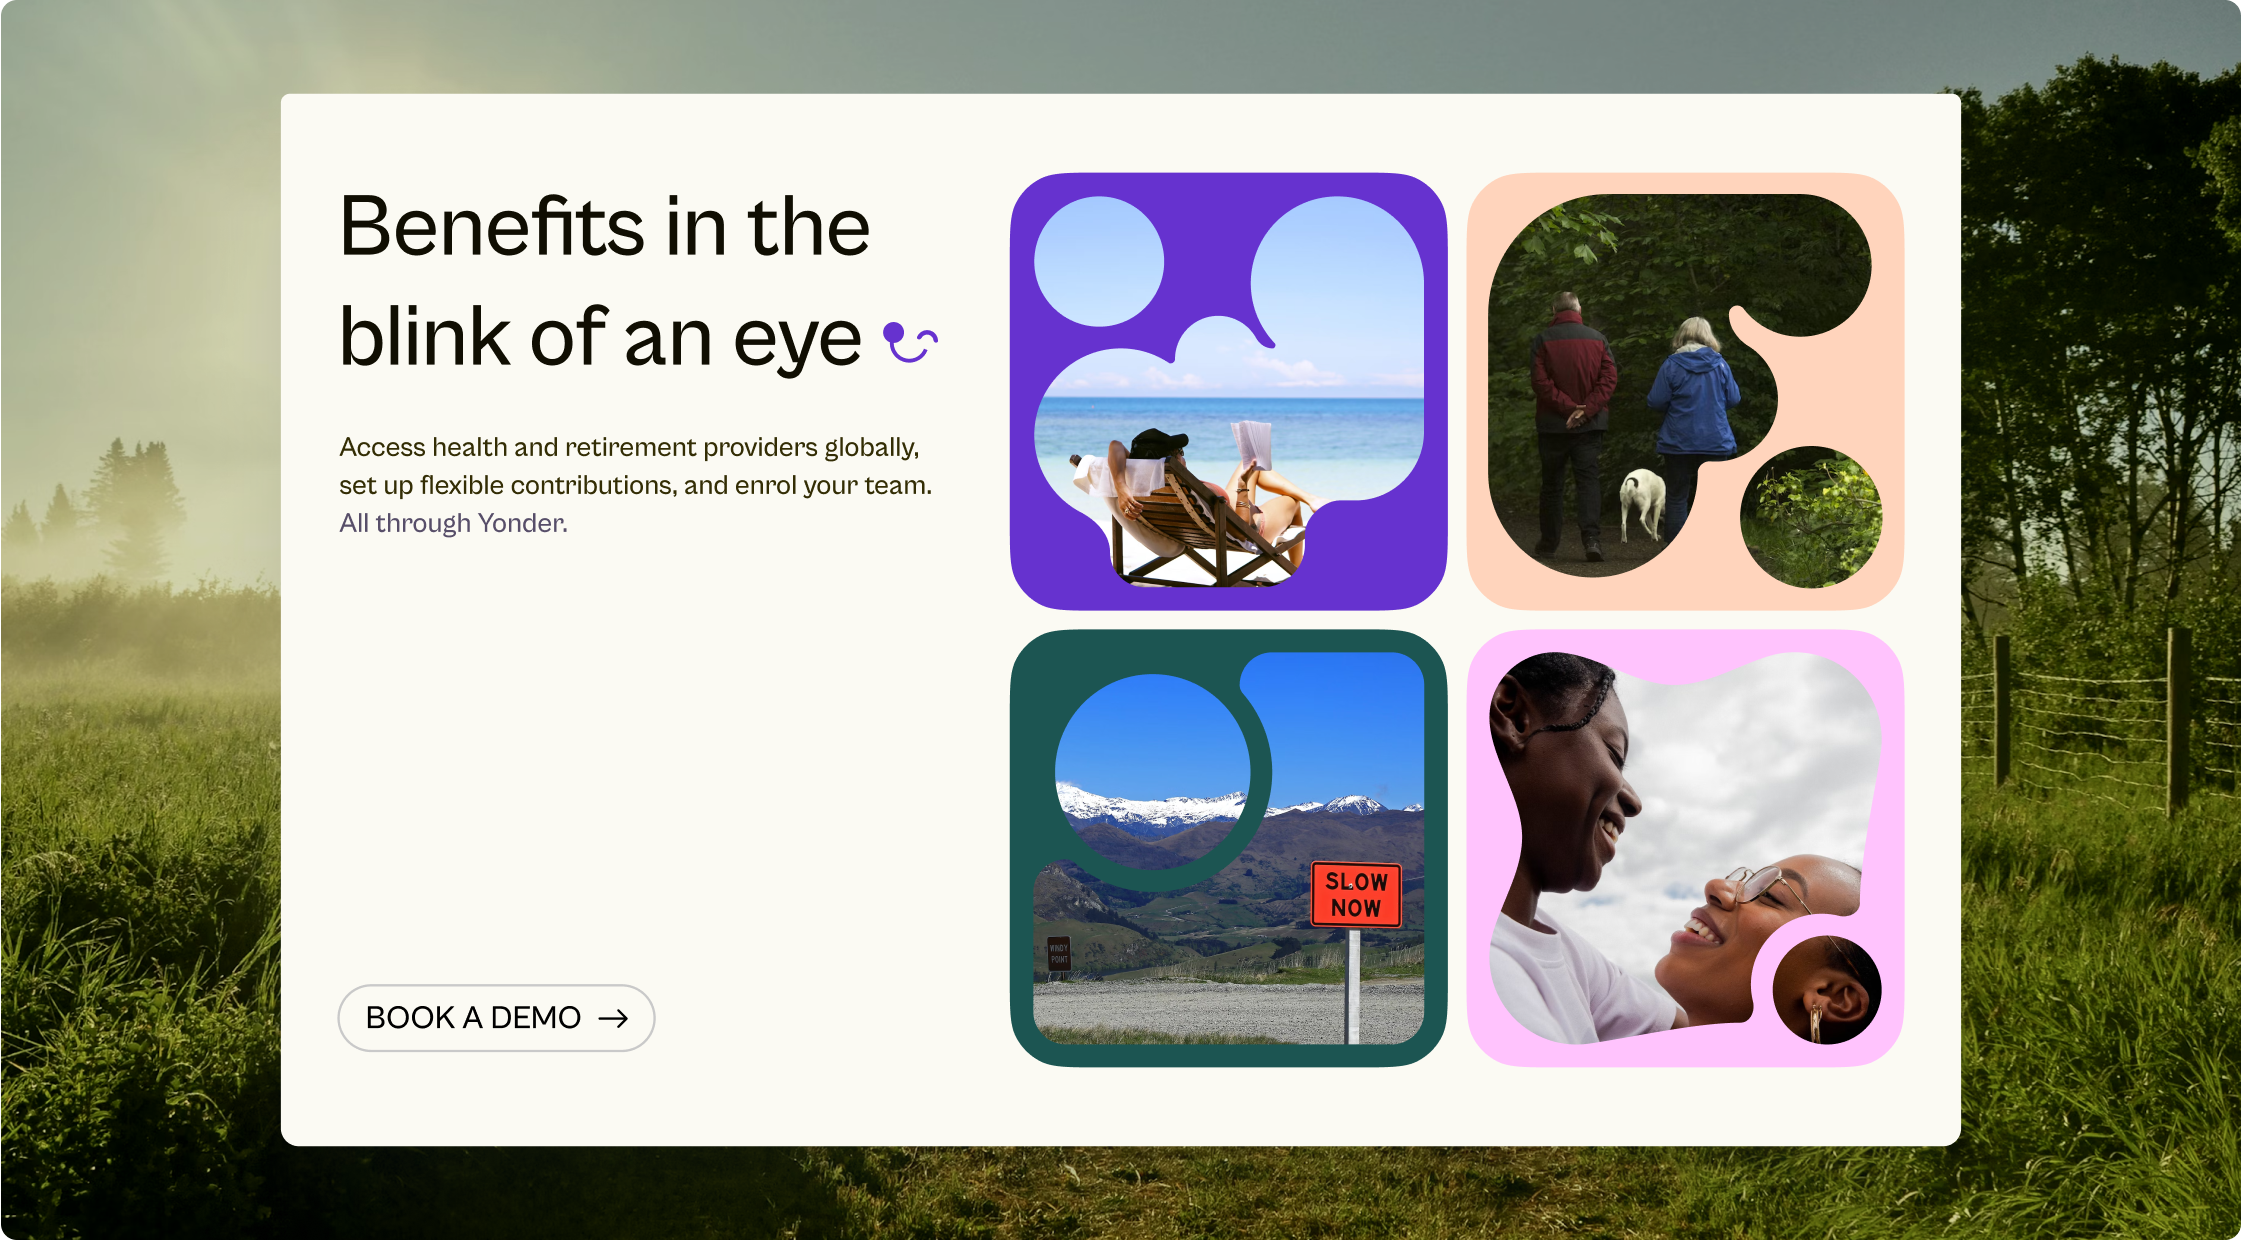 Benefits in the
blink of an eye
Access health and retirement providers globally,
set up flexible contributions, and enrol your team.
All through Yonder.
BOOK A DEMO
SLOW
NOW
WINDY
POINT